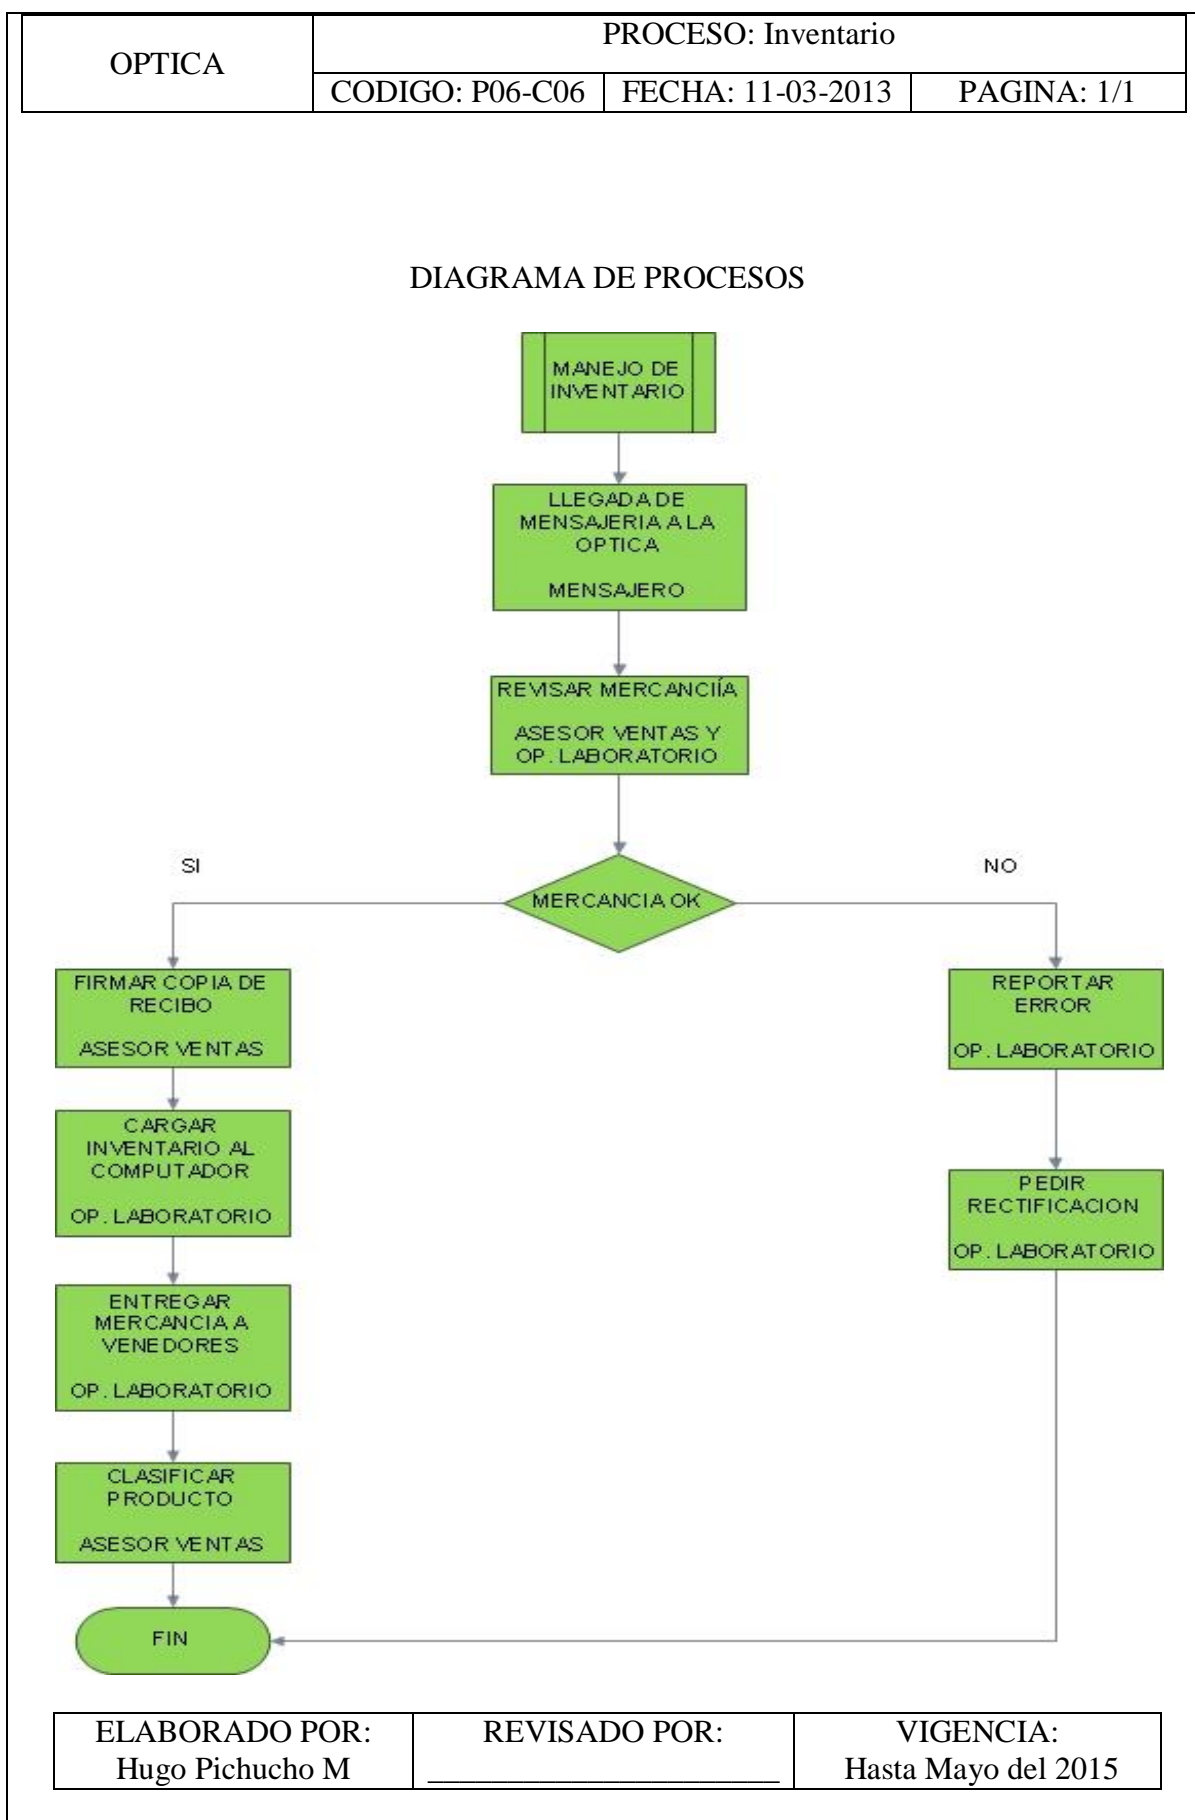 OPTICA
PROCESO: Inventario
CODIGO: P06-C06
FECHA: 11-03-2013
PAGINA: 1/1
DIAGRAMA DE PROCESOS
MANEJO DE
INVENTARIO
LLEGADA DE
MENSAJERIA A LA
OPTICA
MENSAJERO
REVISAR MERCANCIÍA
ASESOR VENTAS Y
OP. LABORATORIO
MERCANCIA OK
SI
NO
FIRMAR COPIA DE
RECIBO
ASESOR VENTAS
CARGAR
INVENTARIO AL
COMPUTADOR
OP. LABORATORIO
ENTREGAR
MERCANCIA A
VENEDORES
OP. LABORATORIO
CLASIFICAR
PRODUCTO
ASESOR VENTAS
REPORTAR
ERROR
OP. LABORATORIO
PEDIR
RECTIFICACION
OP. LABORATORIO
FIN
ELABORADO POR:
Hugo Pichucho M
REVISADO POR:
VIGENCIA:
Hasta Mayo del 2015